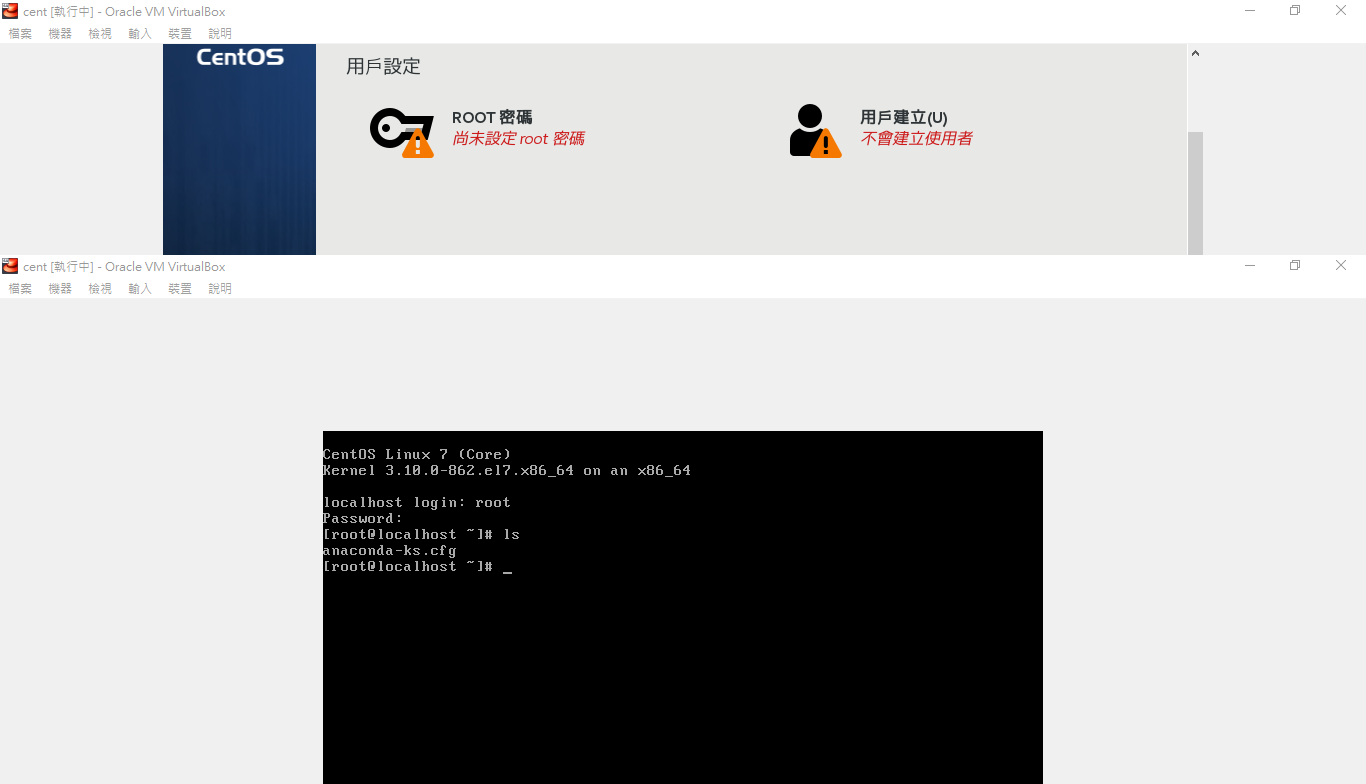 cent [執行中] - Oracle VM VirtualBox
檔案 機器 檢視 輸入 裝置 說明
CentOS
用戶設定
ROOT 密碼
尚未設定 root 密碼
用戶建立(U)
不會建立使用者
cent [執行中] - Oracle VM VirtualBox
檔案 機器 檢視 輸入 裝置 說明
CentOS Linux 7 (Core)
Kernel 3.10.0-862.el7.x86_64 on an x86_64
localhost login: root
Password:
[root@localhost ~]# ls
anaconda-ks.cfg
[root@localhost ~]# _